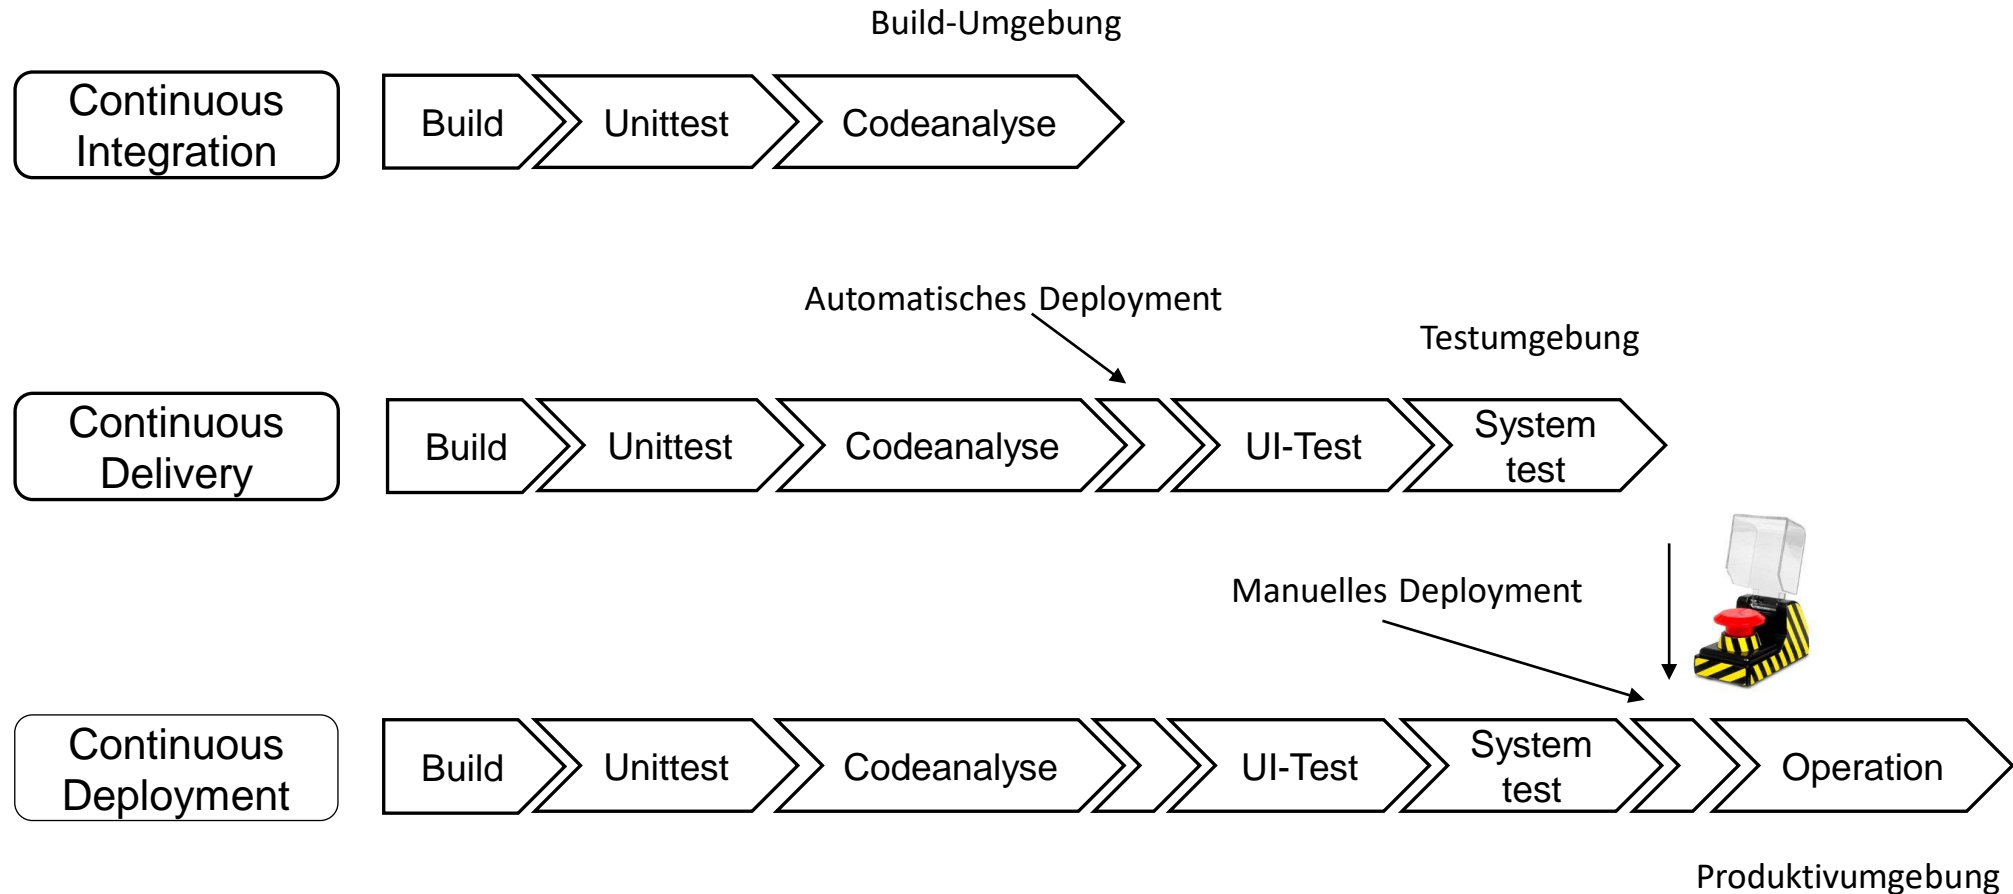 Build-Umgebung
Continuous
Integration
Build
Unittest
Codeanalyse
Automatisches Deployment
Testumgebung
Continuous
Delivery
Build
Unittest
Codeanalyse
UI-Test
System
test
Manuelles Deployment
Continuous
Deployment
Build
Unittest
Codeanalyse
UI-Test
System
test
Operation
Produktivumgebung